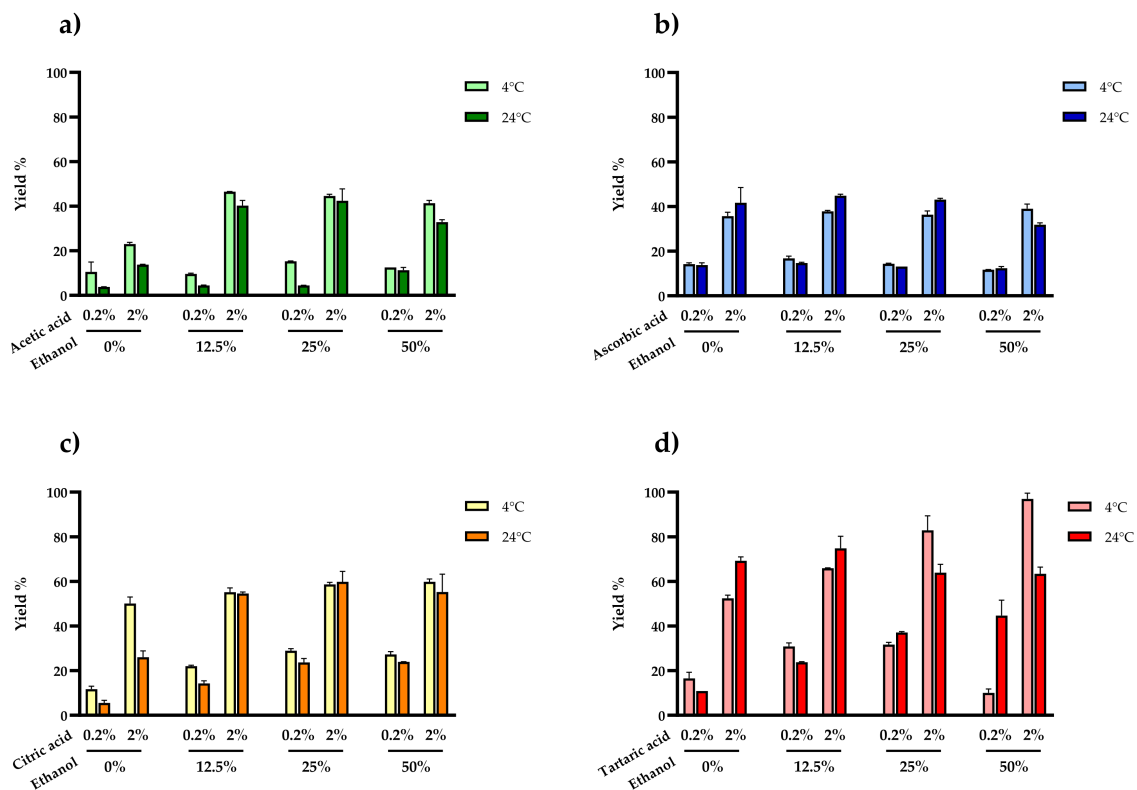 a)
100
80
60
40
20
0
Yield %
4°C
24°C
Acetic acid 0.2% 2% 0.2% 2% 0.2% 2% 0.2% 2%
Ethanol 0% 12.5% 25% 50%
b)
100
80
60
40
20
0
Yield %
4°C
24°C
Ascorbic acid 0.2% 2% 0.2% 2% 0.2% 2% 0.2% 2%
Ethanol 0% 12.5% 25% 50%
c)
100
80
60
40
20
0
Yield %
4°C
24°C
Citric acid 0.2% 2% 0.2% 2% 0.2% 2% 0.2% 2%
Ethanol 0% 12.5% 25% 50%
d)
100
80
60
40
20
0
Yield %
4°C
24°C
Tartaric acid 0.2% 2% 0.2% 2% 0.2% 2% 0.2% 2%
Ethanol 0% 12.5% 25% 50%